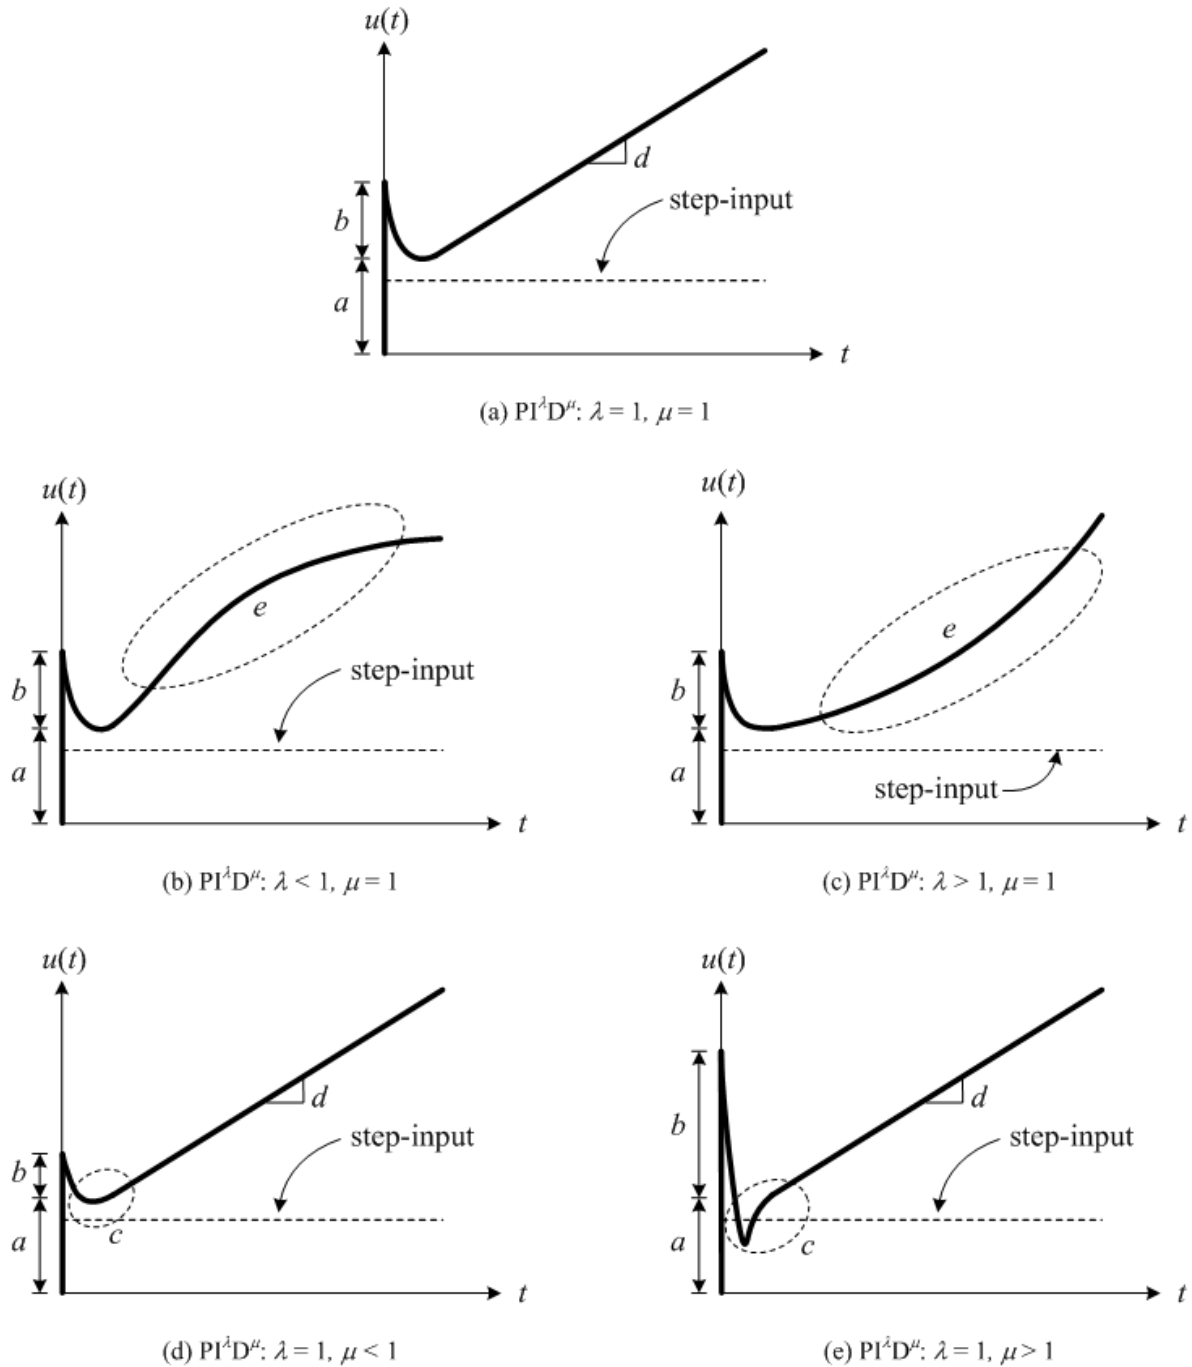 u(t)
b
a
d
step-input
t
(a) PI^λD^μ: λ = 1, μ = 1
u(t)
b
a
e
step-input
t
(b) PI^λD^μ: λ < 1, μ = 1
u(t)
b
a
e
step-input
t
(c) PI^λD^μ: λ > 1, μ = 1
u(t)
b
a
c
d
step-input
t
(d) PI^λD^μ: λ = 1, μ < 1
u(t)
b
a
c
d
step-input
t
(e) PI^λD^μ: λ = 1, μ > 1